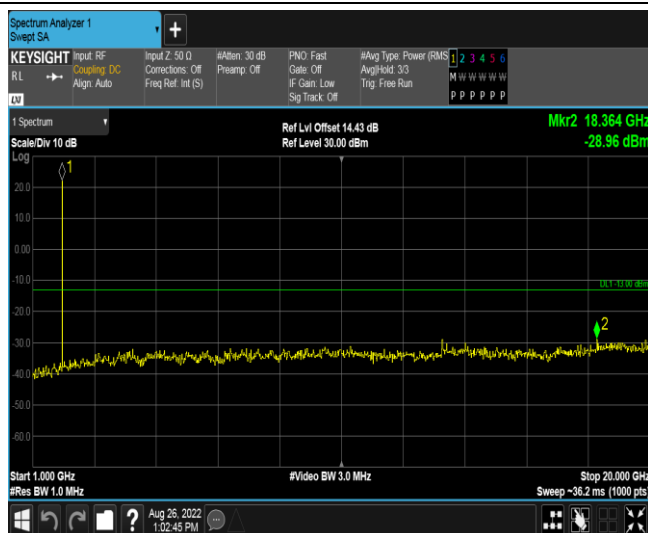 Spectrum Analyzer 1
Swept SA
+
KEYSIGHT Input: RF Input Z: 50 Ω #Atten: 30 dB PNO: Fast #Avg Type: Power (RMS 1 2 3 4 5 6
RL Coupling: DC Corrections: Off Preamp: Off Gate: Off Avg|Hold: 3/3 M W W W W W
Align: Auto Freq Ref: Int (S) IF Gain: Low Trig: Free Run
Sig Track: Off P P P P P P
LXI
1 Spectrum Ref Lvl Offset 14.43 dB Mkr2 18.364 GHz
Scale/Div 10 dB Ref Level 30.00 dBm -28.96 dBm
Log
1
20.0
10.0
0.00
-10.0
DL1 -13.00 dBm
-20.0
2
-30.0
-40.0
-50.0
-60.0
Start 1.000 GHz #Video BW 3.0 MHz Stop 20.000 GHz
#Res BW 1.0 MHz Sweep ~36.2 ms (1000 pts)
? Aug 26, 2022
1:02:45 PM